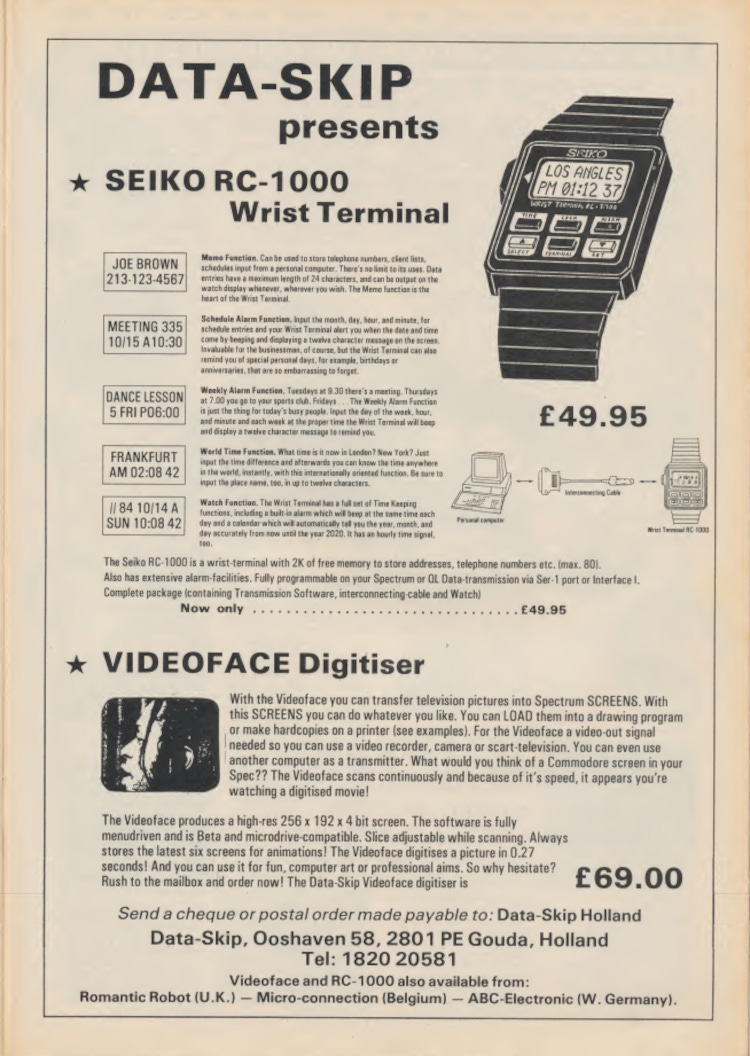 DATA-SKIP
presents
★ SEIKO RC-1000
Wrist Terminal
SEIKO
LOS ANGLES
PM 01:12 37
WRIST TERMINAL RC-1000
TIME
LOCK
ALARM
SELECT
TERMINAL
SET
JOE BROWN
213-123-4567
Memo Function. Can be used to store telephone numbers, client lists,
schedules input from a personal computer. There's no limit to its uses. Data
entries have a maximum length of 24 characters, and can be output on the
watch display whenever, wherever you wish. The Memo function is the
heart of the Wrist Terminal.
MEETING 335
10/15 A10:30
Schedule Alarm Function. Input the month, day, hour, and minute, for
schedule entries and your Wrist Terminal alert you when the date and time
come by beeping and displaying a twelve character message on the screen.
Invaluable for the businessman, of course, but the Wrist Terminal can also
remind you of special personal days, for example, birthdays or
anniversaries, that are so embarrassing to forget.
DANCE LESSON
5 FRI P06:00
Weekly Alarm Function. Tuesdays at 9.30 there's a meeting. Thursdays
at 7.00 you go to your sports club. Fridays . . . The Weekly Alarm Function
is just the thing for today's busy people. Input the day of the week, hour,
and minute and each week at the proper time the Wrist Terminal will beep
and display a twelve character message to remind you.
£49.95
FRANKFURT
AM 02:08 42
World Time Function. What time is it now in London? New York? Just
input the time difference and afterwards you can know the time anywhere
in the world, instantly, with this internationally oriented function. Be sure to
input the place name, too, in up to twelve characters.
// 84 10/14 A
SUN 10:08 42
Watch Function. The Wrist Terminal has a full set of Time Keeping
functions, including a built-in alarm which will beep at the same time each
day and a calendar which will automatically tell you the year, month, and
day accurately from now until the year 2020. It has an hourly time signal,
too.
Personal computer
Interconnecting Cable
Wrist Terminal RC-1000
The Seiko RC-1000 is a wrist-terminal with 2K of free memory to store addresses, telephone numbers etc. (max. 80).
Also has extensive alarm-facilities. Fully programmable on your Spectrum or QL Data-transmission via Ser-1 port or Interface I.
Complete package (containing Transmission Software, interconnecting-cable and Watch)
Now only . . . . . . . . . . . . . . . . . . . . . . . . . . . . . . . £49.95
★ VIDEOFACE Digitiser
With the Videoface you can transfer television pictures into Spectrum SCREENS. With
this SCREENS you can do whatever you like. You can LOAD them into a drawing program
or make hardcopies on a printer (see examples). For the Videoface a video-out signal
needed so you can use a video recorder, camera or scart-television. You can even use
another computer as a transmitter. What would you think of a Commodore screen in your
Spec?? The Videoface scans continuously and because of it's speed, it appears you're
watching a digitised movie!
The Videoface produces a high-res 256 x 192 x 4 bit screen. The software is fully
menudriven and is Beta and microdrive-compatible. Slice adjustable while scanning. Always
stores the latest six screens for animations! The Videoface digitises a picture in 0.27
seconds! And you can use it for fun, computer art or professional aims. So why hesitate?
Rush to the mailbox and order now! The Data-Skip Videoface digitiser is
£69.00
Send a cheque or postal order made payable to: Data-Skip Holland
Data-Skip, Ooshaven 58, 2801 PE Gouda, Holland
Tel: 1820 20581
Videoface and RC-1000 also available from:
Romantic Robot (U.K.) — Micro-connection (Belgium) — ABC-Electronic (W. Germany).